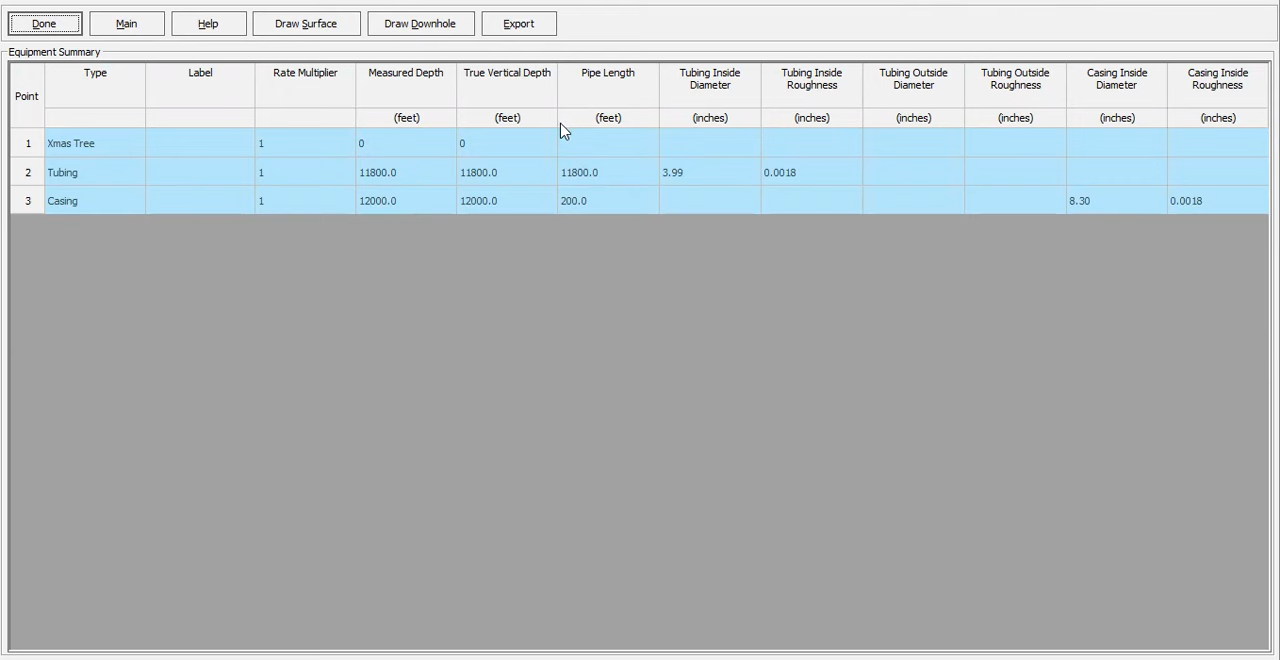 Done Main Help Draw Surface Draw Downhole Export
Equipment Summary
Point Type Label Rate Multiplier Measured Depth True Vertical Depth Pipe Length Tubing Inside Diameter Tubing Inside Roughness Tubing Outside Diameter Tubing Outside Roughness Casing Inside Diameter Casing Inside Roughness
(feet) (feet) (feet) (inches) (inches) (inches) (inches) (inches) (inches)
1 Xmas Tree 1 0 0
2 Tubing 1 11800.0 11800.0 11800.0 3.99 0.0018
3 Casing 1 12000.0 12000.0 200.0 8.30 0.0018